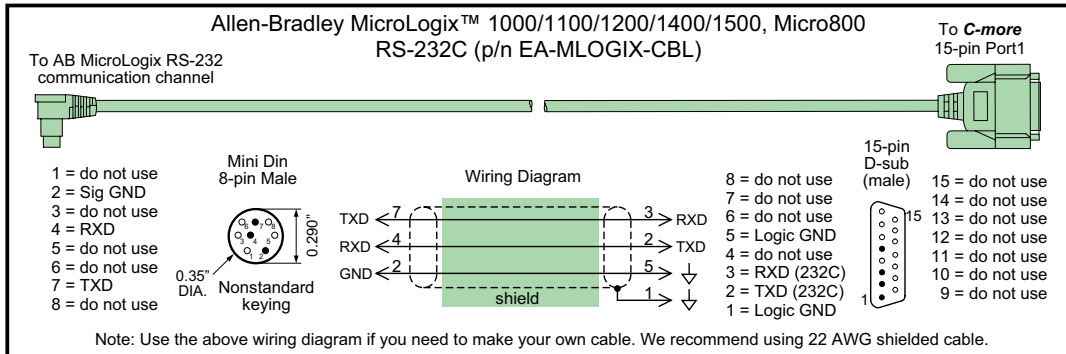 Allen-Bradley MicroLogix™ 1000/1100/1200/1400/1500, Micro800
RS-232C (p/n EA-MLOGIX-CBL)
To AB MicroLogix RS-232
communication channel
To C-more
15-pin Port1
1 = do not use
2 = Sig GND
3 = do not use
4 = RXD
5 = do not use
6 = do not use
7 = TXD
8 = do not use
Mini Din
8-pin Male
6 7 8
3 4 5
1 2
0.290"
0.35"
DIA.
Nonstandard
keying
Wiring Diagram
TXD 7 3 RXD
RXD 4 2 TXD
GND 2 5
shield 1
8 = do not use
7 = do not use
6 = do not use
5 = Logic GND
4 = do not use
3 = RXD (232C)
2 = TXD (232C)
1 = Logic GND
15-pin
D-sub
(male)
15
1
15 = do not use
14 = do not use
13 = do not use
12 = do not use
11 = do not use
10 = do not use
9 = do not use
Note: Use the above wiring diagram if you need to make your own cable. We recommend using 22 AWG shielded cable.